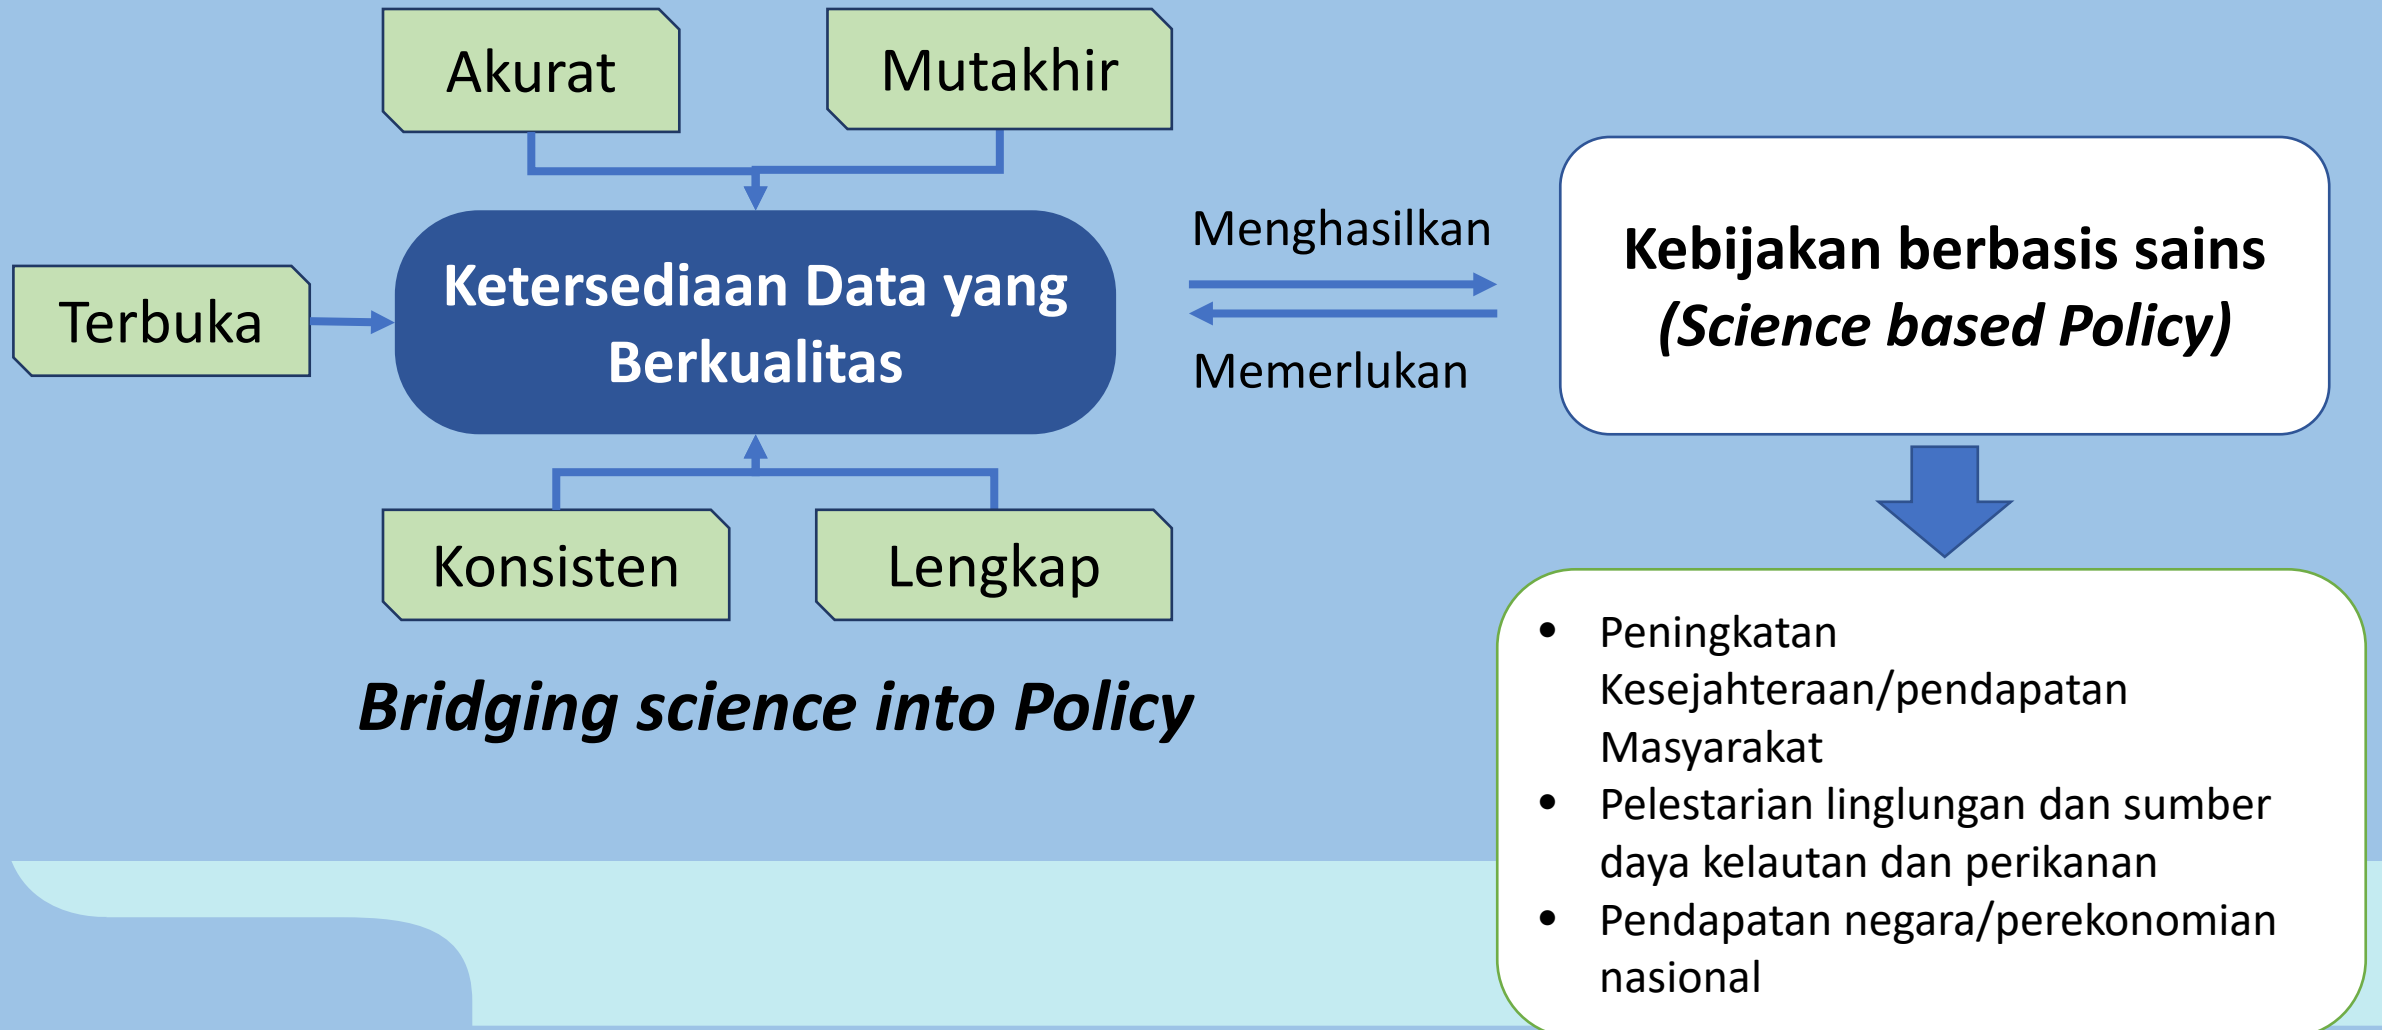 Akurat
Mutakhir
Terbuka
Ketersediaan Data yang
Berkualitas
Konsisten
Lengkap
Menghasilkan
Memerlukan
Kebijakan berbasis sains
(Science based Policy)
Bridging science into Policy
• Peningkatan
Kesejahteraan/pendapatan
Masyarakat
• Pelestarian linglungan dan sumber
daya kelautan dan perikanan
• Pendapatan negara/perekonomian
nasional